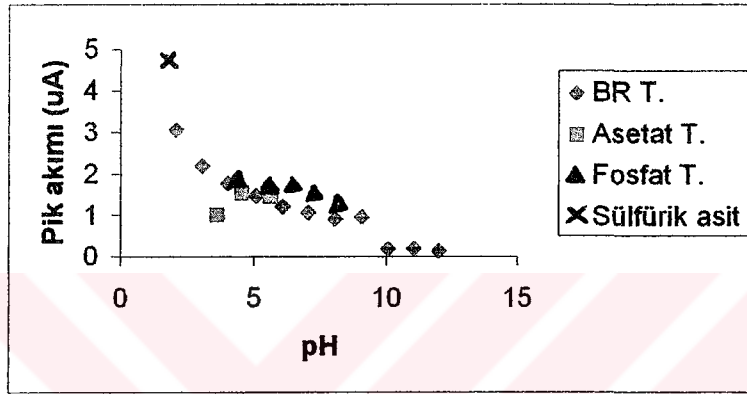 5
4
3
2
1
0
Pik akımı (uA)
0 5 10 15
pH
BR T.
Asetat T.
Fosfat T.
Sülfürik asit